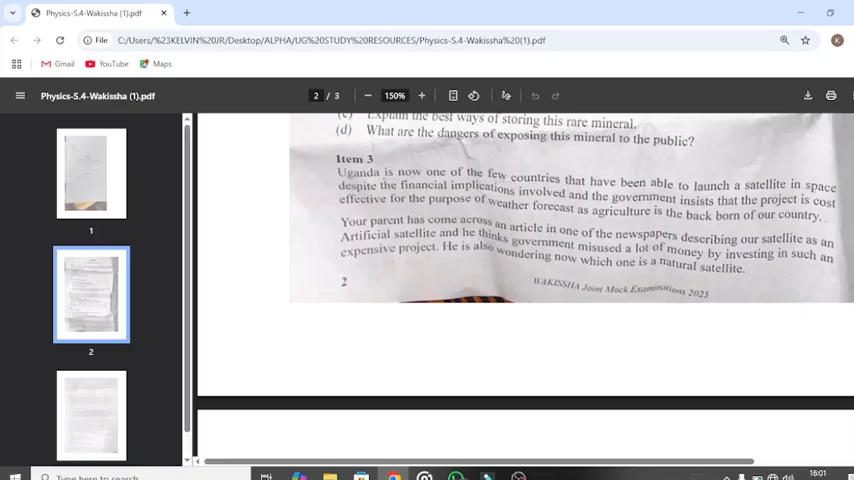 Physics-S.4-Wakissha (1).pdf
File
C:/Users/%23KELVIN%20JR/Desktop/ALPHA/UG%20STUDY%20RESOURCES/Physics-S.4-Wakissha%20(1).pdf
K
Gmail YouTube Maps
Physics-S.4-Wakissha (1).pdf
2 / 3
150%
1
2
(c) Explain the best ways of storing this rare mineral.
(d) What are the dangers of exposing this mineral to the public?
Item 3
Uganda is now one of the few countries that have been able to launch a satellite in space
despite the financial implications involved and the government insists that the project is cost
effective for the purpose of weather forecast as agriculture is the back born of our country.
Your parent has come across an article in one of the newspapers describing our satellite as an
Artificial satellite and he thinks government misused a lot of money by investing in such an
expensive project. He is also wondering now which one is a natural satellite.
2
WAKISSHA Joint Mock Examinations 2025
Type here to search
16:01